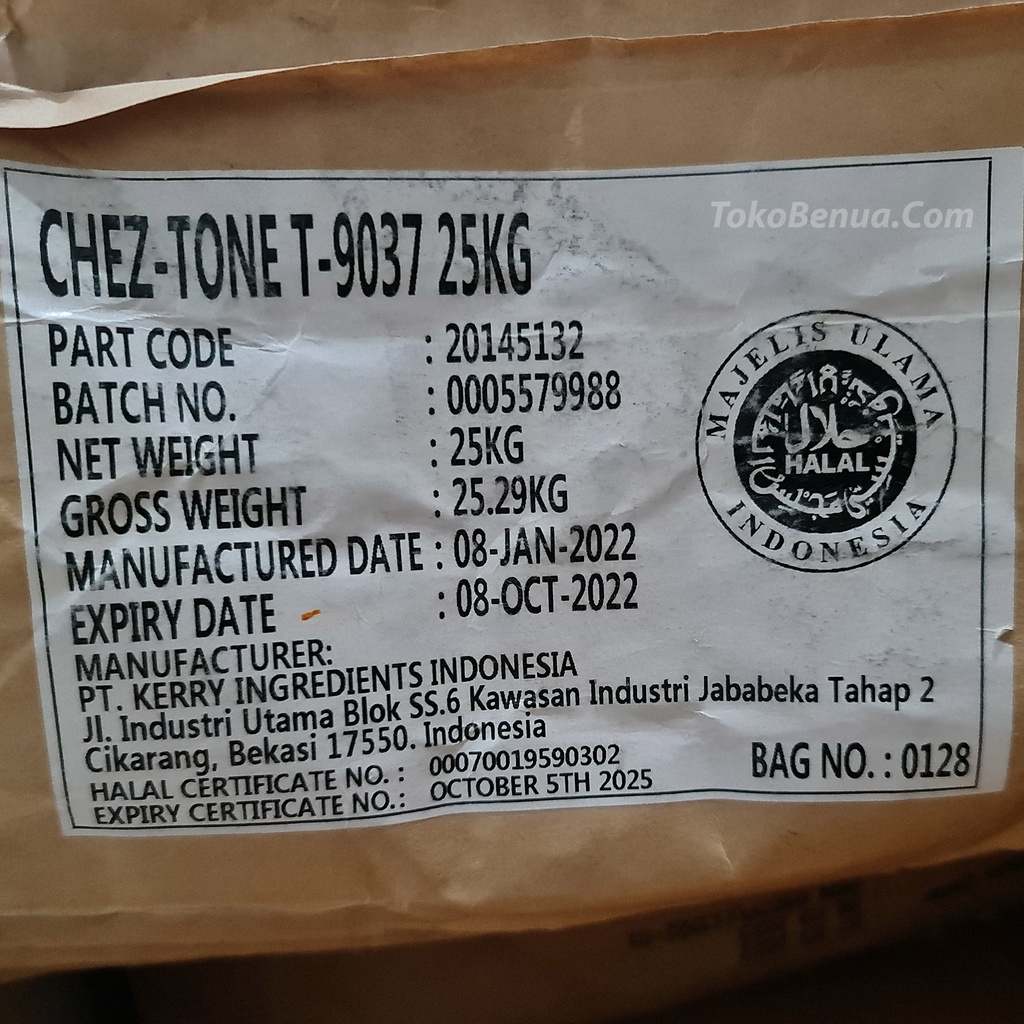 TokoBenua.Com
CHEZ-TONE T-9037 25KG
PART CODE : 20145132
BATCH NO. : 0005579988
NET WEIGHT : 25KG
GROSS WEIGHT : 25.29KG
MANUFACTURED DATE : 08-JAN-2022
EXPIRY DATE : 08-OCT-2022
MAJELIS ULAMA
حلال
HALAL
INDONESIA
MANUFACTURER:
PT. KERRY INGREDIENTS INDONESIA
Jl. Industri Utama Blok SS.6 Kawasan Industri Jababeka Tahap 2
Cikarang, Bekasi 17550. Indonesia
HALAL CERTIFICATE NO. : 00070019590302
EXPIRY CERTIFICATE NO.: OCTOBER 5TH 2025
BAG NO. : 0128